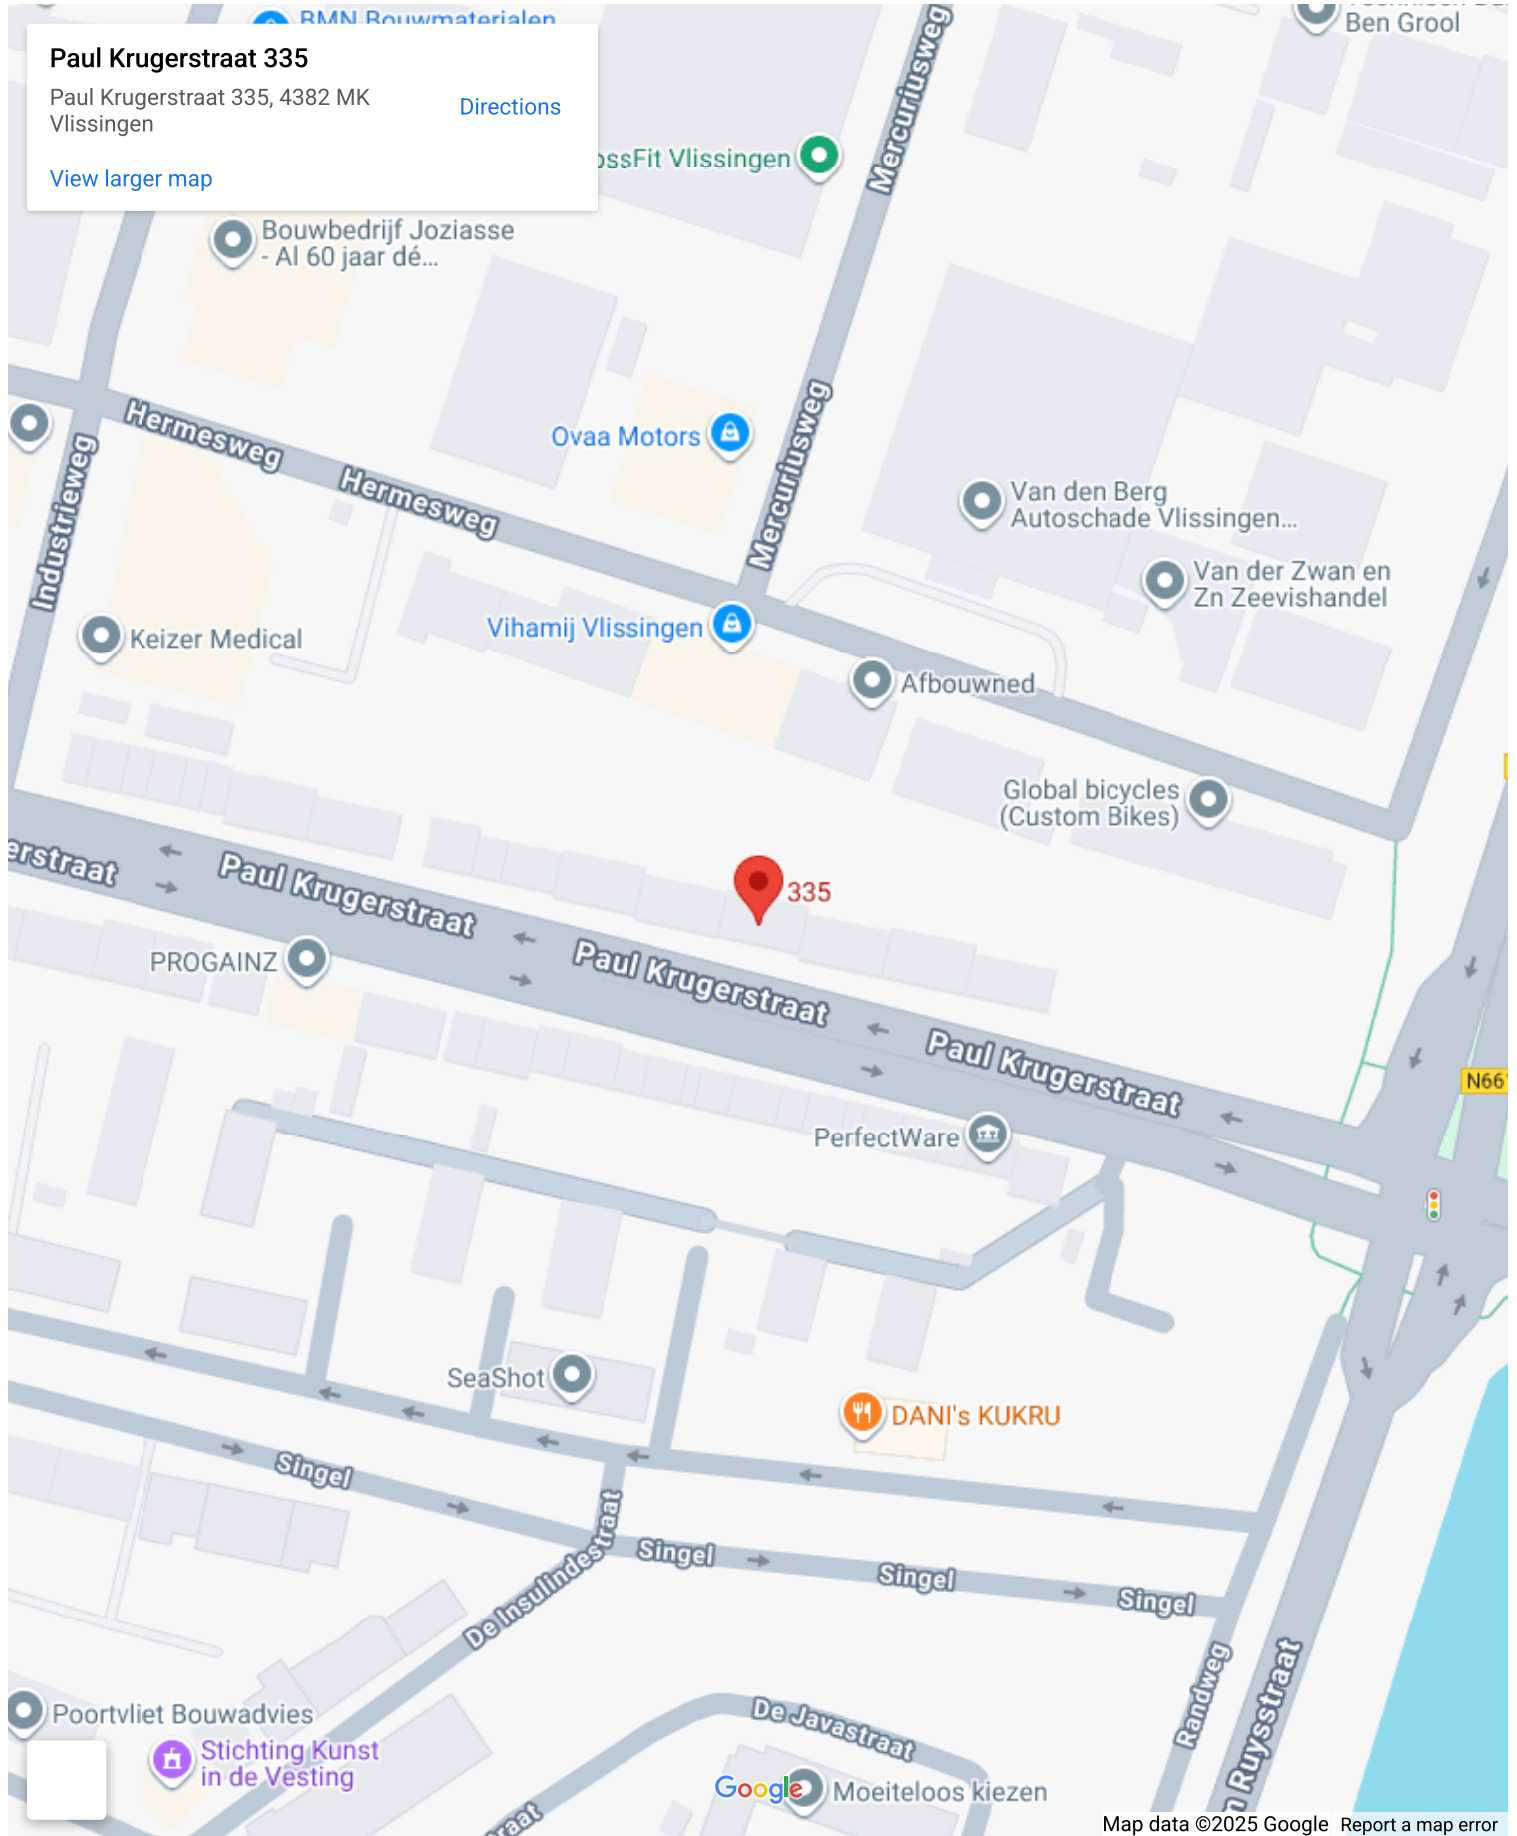 BMN Bouwmaterialen
Ben Grool
Paul Krugerstraat 335
Paul Krugerstraat 335, 4382 MK
Vlissingen
Directions
View larger map
ossFit Vlissingen
Mercuriusweg
Bouwbedrijf Joziasse
- Al 60 jaar dé...
Hermesweg
Hermesweg
Industrieweg
Ovaa Motors
Mercuriusweg
Van den Berg
Autoschade Vlissingen...
Van der Zwan en
Zn Zeevishandel
Keizer Medical
Vihamij Vlissingen
Afbouwned
Global bicycles
(Custom Bikes)
erstraat
Paul Krugerstraat
335
PROGAINZ
Paul Krugerstraat
Paul Krugerstraat
N66
PerfectWare
SeaShot
DANI's KUKRU
Singel
De Insulindestraat
Singel
Singel
Singel
Randweg
n Ruysstraat
Poortvliet Bouwadvies
Stichting Kunst
in de Vesting
De Javastraat
Google
Moeiteloos kiezen
raat
Map data ©2025 Google
Report a map error